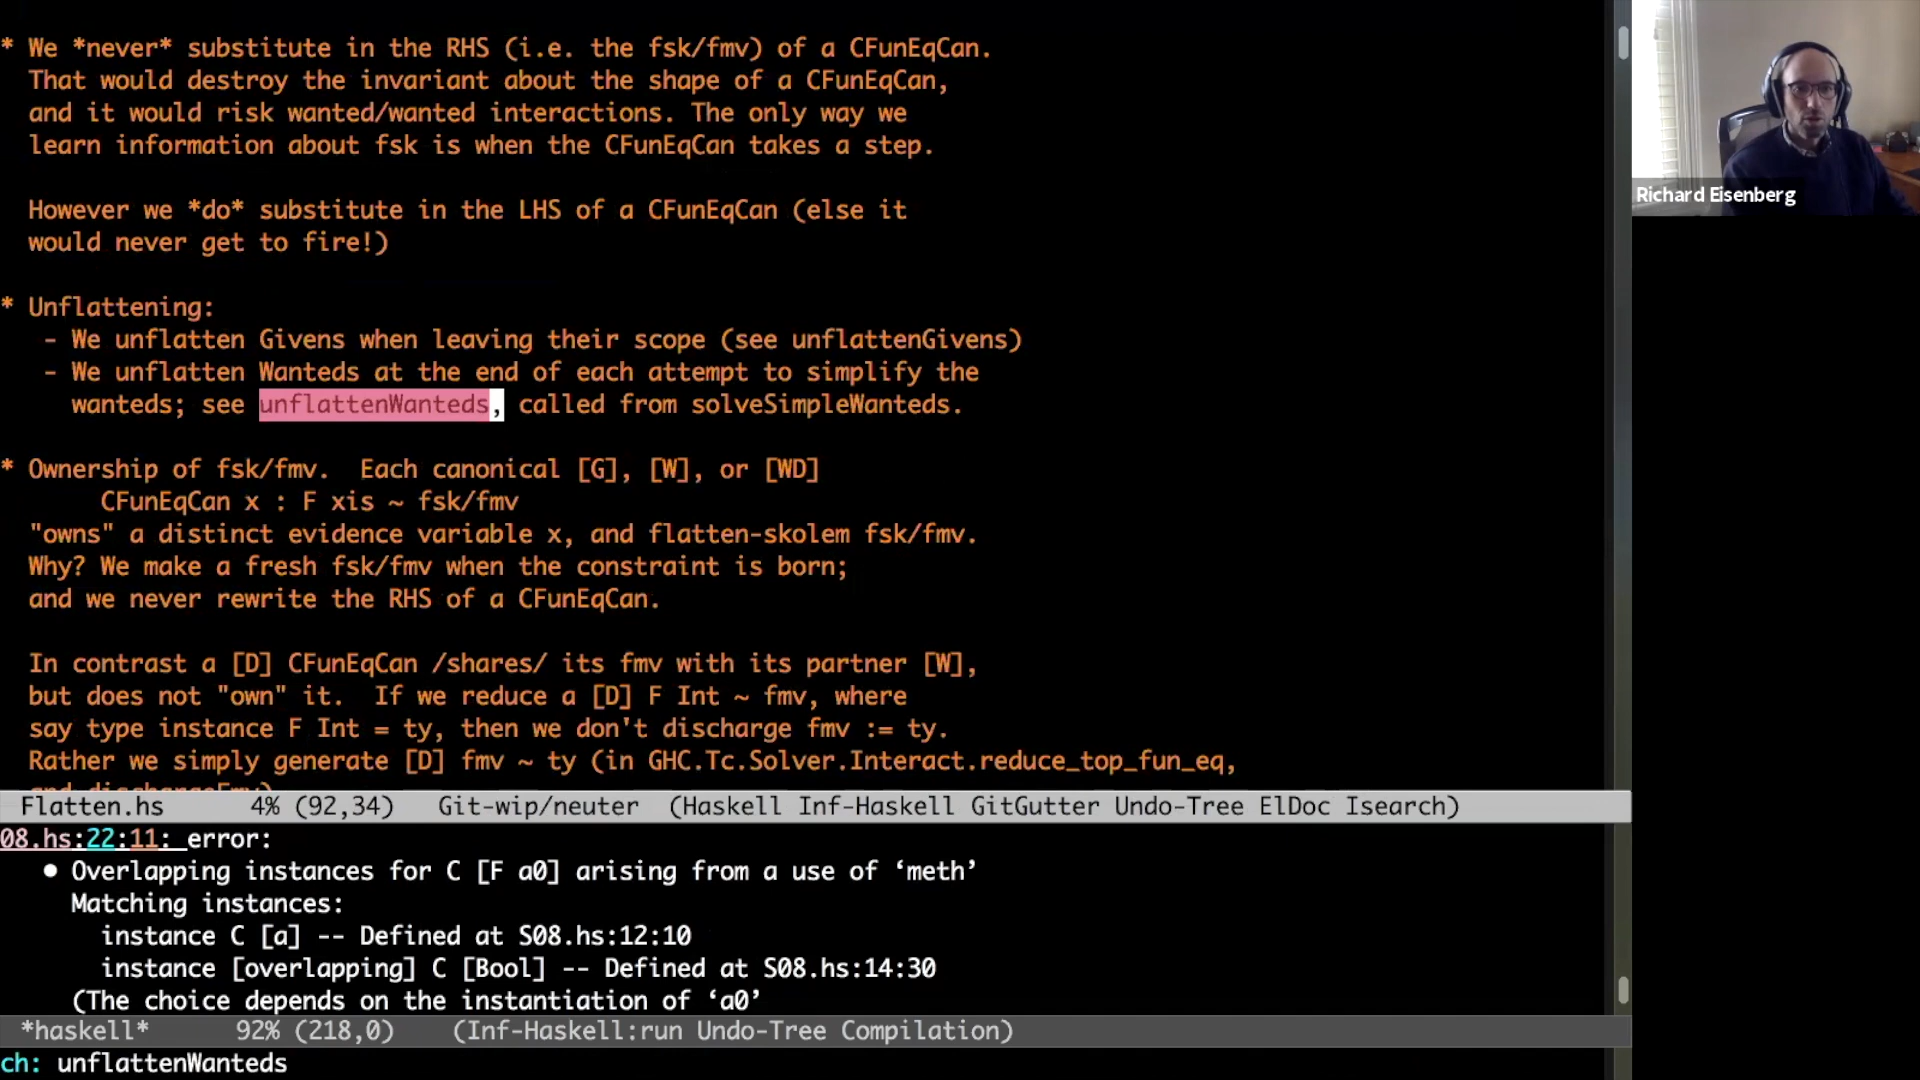 * We *never* substitute in the RHS (i.e. the fsk/fmv) of a CFunEqCan.
That would destroy the invariant about the shape of a CFunEqCan,
and it would risk wanted/wanted interactions. The only way we
learn information about fsk is when the CFunEqCan takes a step.
However we *do* substitute in the LHS of a CFunEqCan (else it
would never get to fire!)
* Unflattening:
- We unflatten Givens when leaving their scope (see unflattenGivens)
- We unflatten Wanteds at the end of each attempt to simplify the
wanteds; see unflattenWanteds, called from solveSimpleWanteds.
* Ownership of fsk/fmv.  Each canonical [G], [W], or [WD]
CFunEqCan x : F xis ~ fsk/fmv
"owns" a distinct evidence variable x, and flatten-skolem fsk/fmv.
Why? We make a fresh fsk/fmv when the constraint is born;
and we never rewrite the RHS of a CFunEqCan.
In contrast a [D] CFunEqCan /shares/ its fmv with its partner [W],
but does not "own" it.  If we reduce a [D] F Int ~ fmv, where
say type instance F Int = ty, then we don't discharge fmv := ty.
Rather we simply generate [D] fmv ~ ty (in GHC.Tc.Solver.Interact.reduce_top_fun_eq,
and dischargeFmv)
Flatten.hs 4% (92,34) Git-wip/neuter (Haskell Inf-Haskell GitGutter Undo-Tree ElDoc Isearch)
08.hs:22:11: error:
● Overlapping instances for C [F a0] arising from a use of ‘meth’
Matching instances:
instance C [a] -- Defined at S08.hs:12:10
instance [overlapping] C [Bool] -- Defined at S08.hs:14:30
(The choice depends on the instantiation of ‘a0’
*haskell* 92% (218,0) (Inf-Haskell:run Undo-Tree Compilation)
ch: unflattenWanteds
Richard Eisenberg